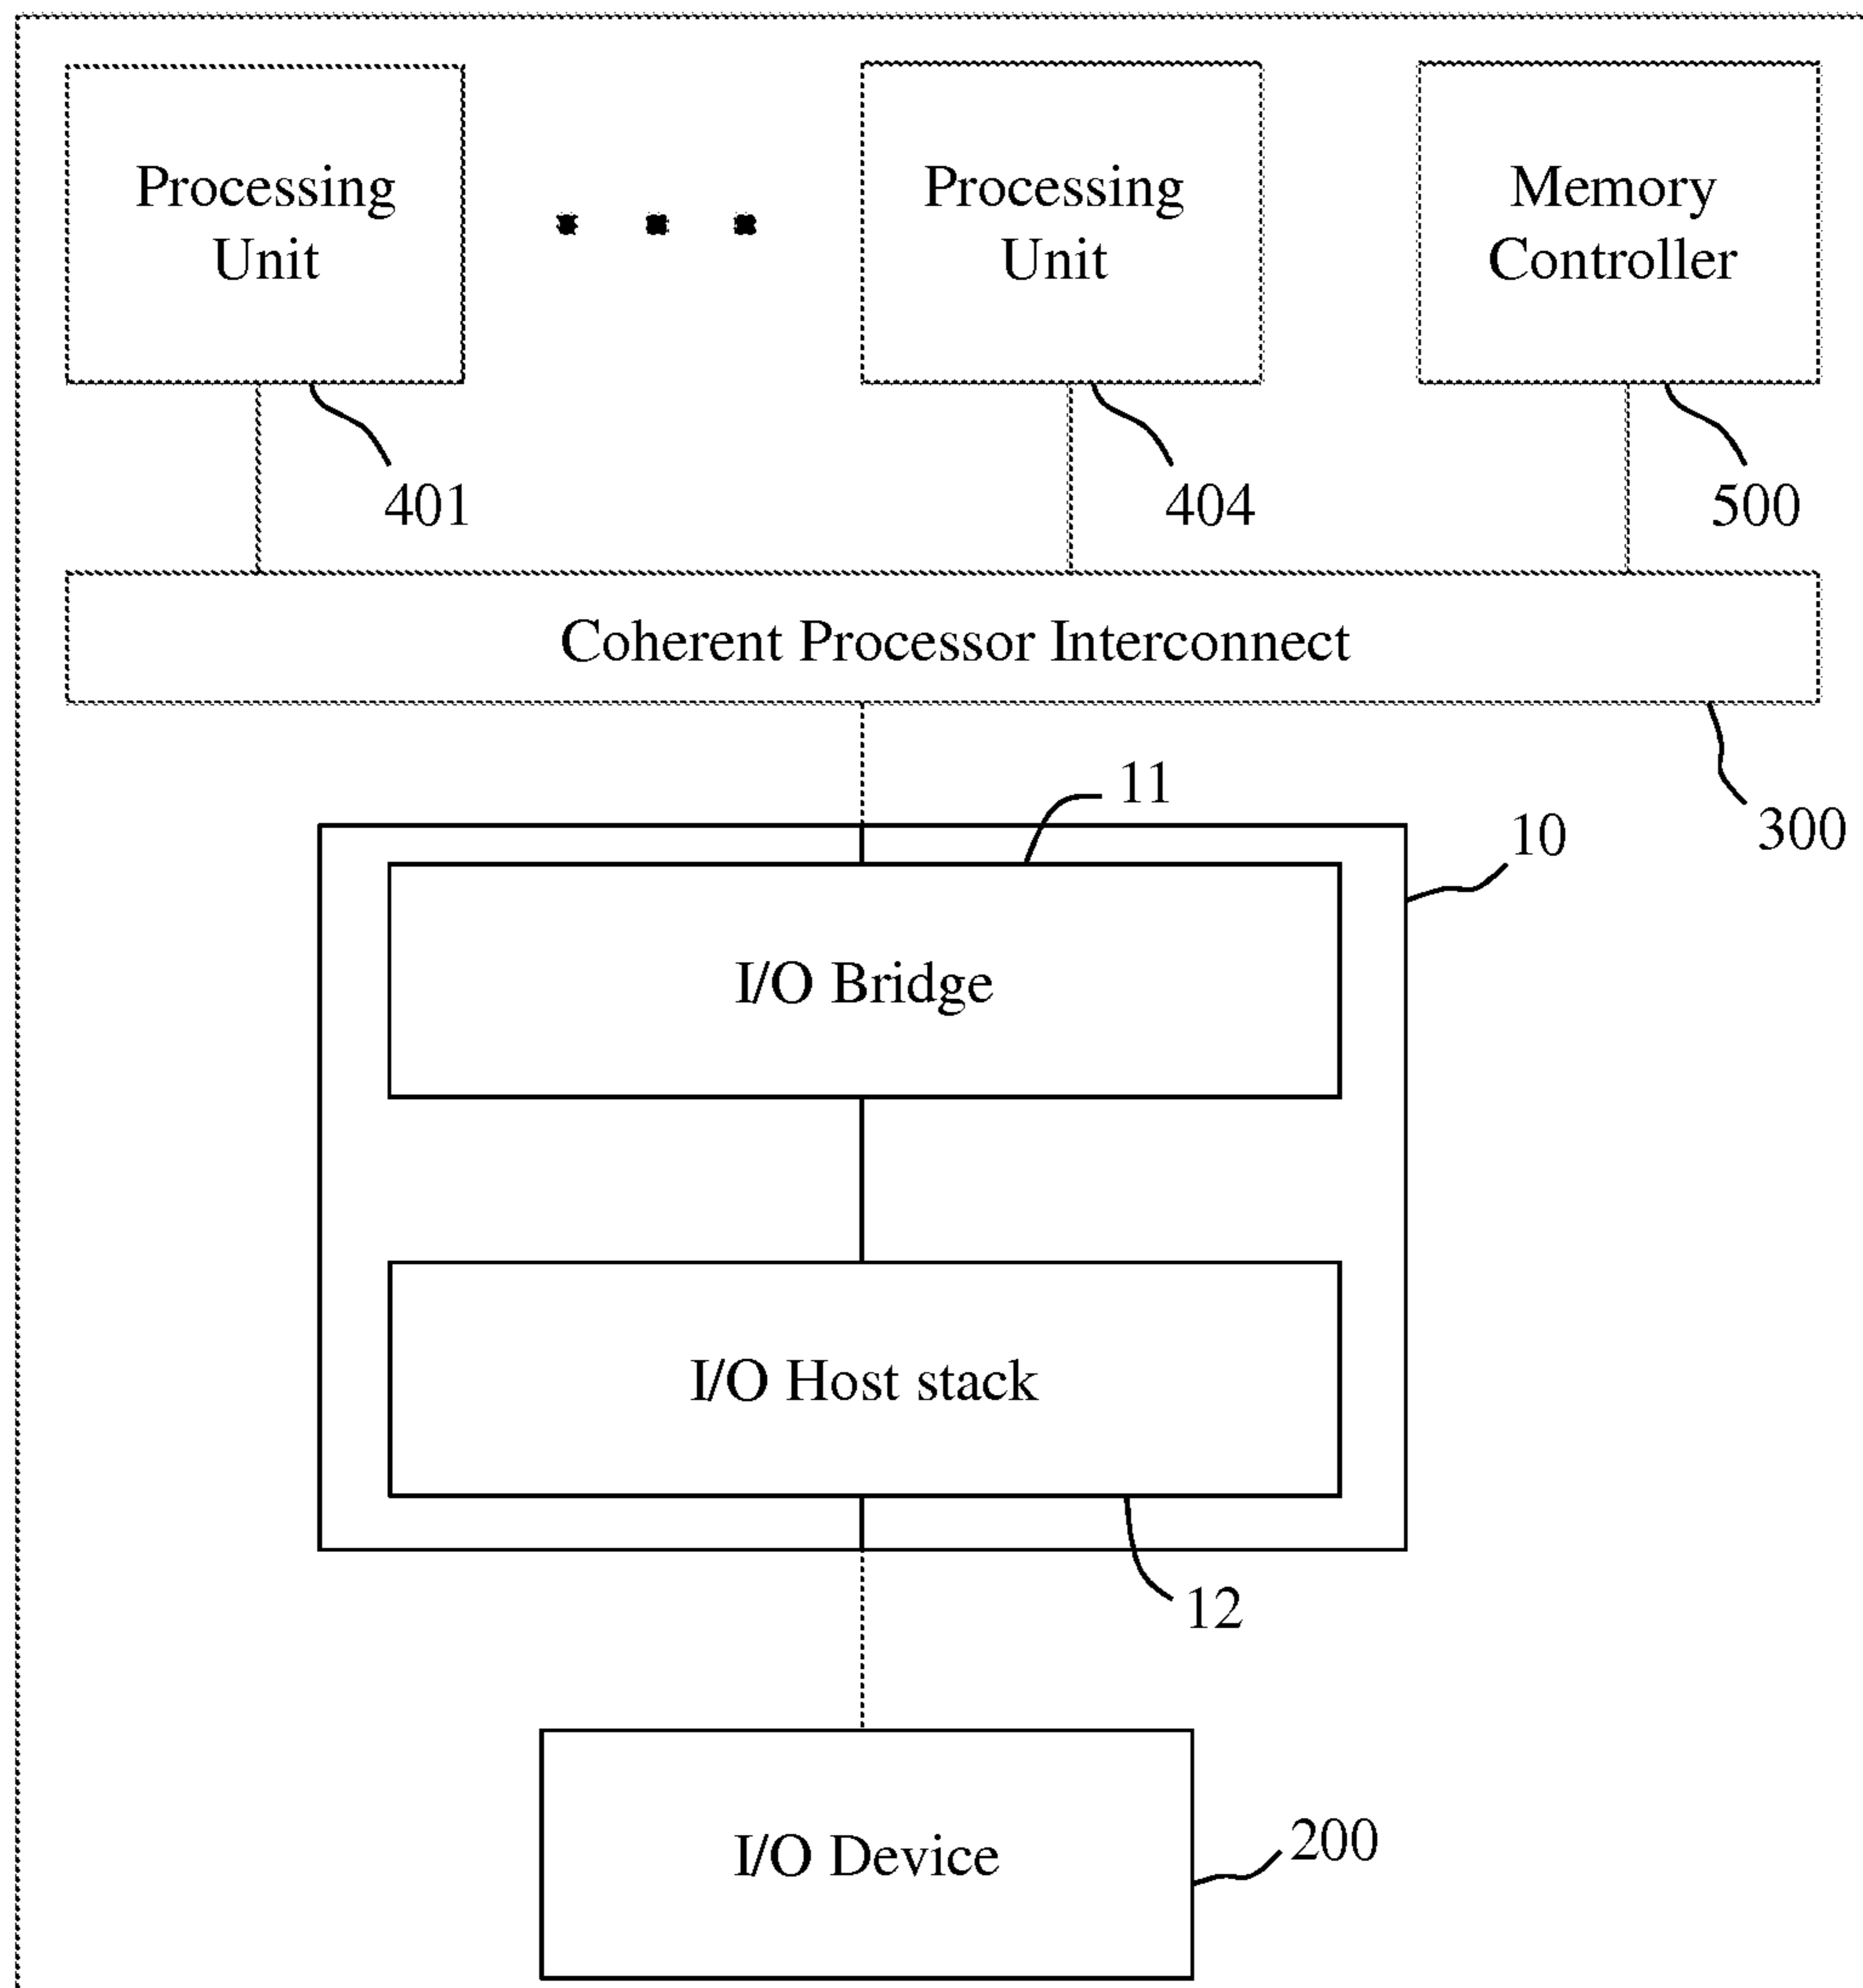 Processing
Unit
Processing
Unit
Memory
Controller
401
404
500
Coherent Processor Interconnect
11
10
300
I/O Bridge
I/O Host stack
12
I/O Device
200